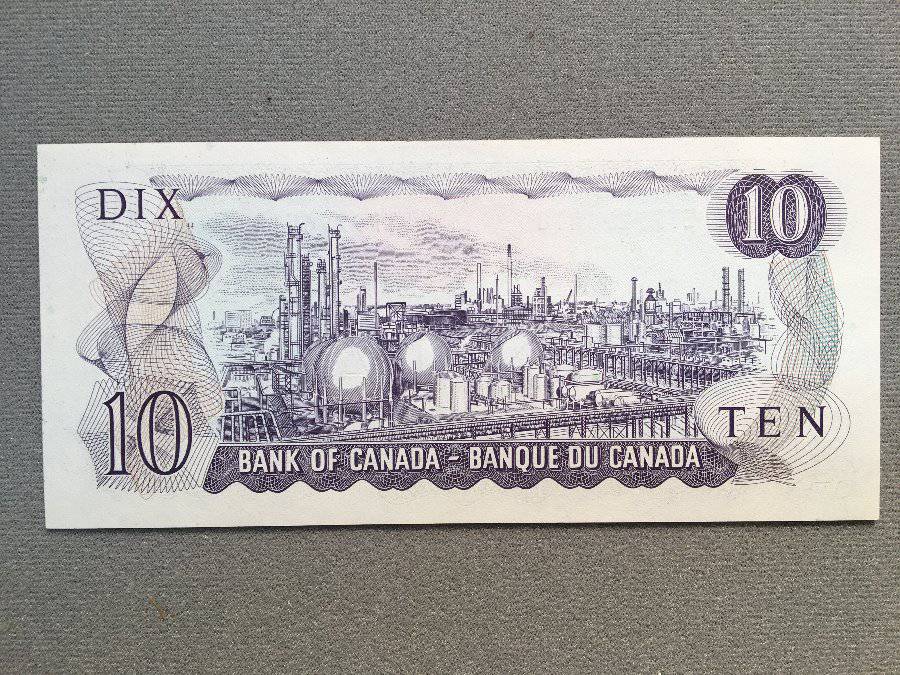 DIX
10
10
TEN
BANK OF CANADA – BANQUE DU CANADA